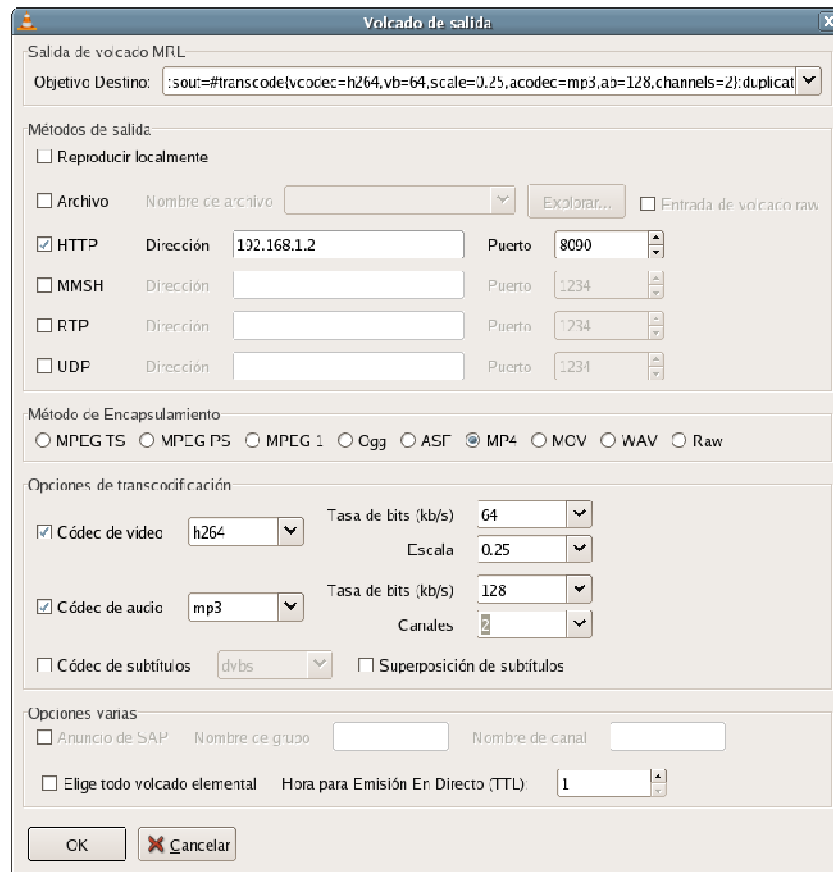 Volcado de salida
Salida de volcado MRL
Objetivo Destino: :sout=#transcode{vcodec=h264,vb=64,scale=0.25,acodec=mp3,ab=128,channels=2}:duplicat
Métodos de salida
Reproducir localmente
Archivo Nombre de archivo Explorar... Entrada de volcado raw
HTTP Dirección 192.168.1.2 Puerto 8090
MMSH Dirección Puerto 1234
RTP Dirección Puerto 1234
UDP Dirección Puerto 1234
Método de Encapsulamiento
MPEG TS MPEG PS MPEG 1 Ogg ASF MP4 MOV WAV Raw
Opciones de transcodificación
Códec de video h264 Tasa de bits (kb/s) 64
Escala 0.25
Códec de audio mp3 Tasa de bits (kb/s) 128
Canales 2
Códec de subtítulos dvbs Superposición de subtítulos
Opciones Varias
Anuncio de SAP Nombre de grupo Nombre de canal
Elige todo volcado elemental Hora para Emisión En Directo (TTL): 1
OK Cancelar